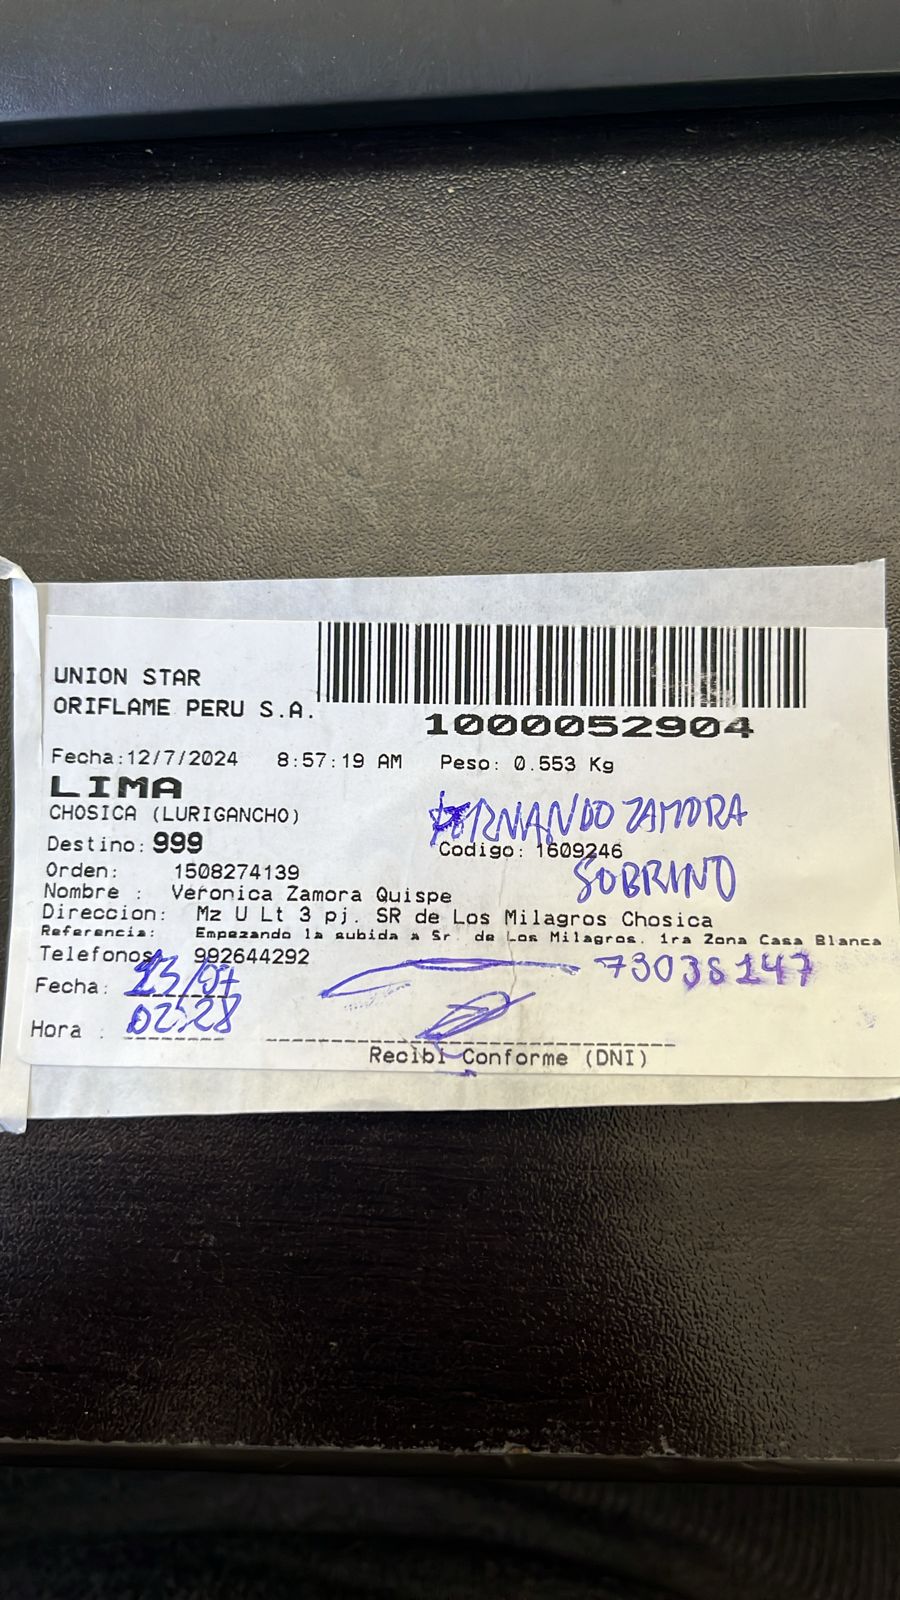 UNION STAR
ORIFLAME PERU S.A.
1000052904
Fecha:12/7/2024 8:57:19 AM Peso: 0.553 Kg
LIMA
CHOSICA (LURIGANCHO)
FERNANDO ZAMORA
Destino: 999
Codigo: 1609246
SOBRINO
Orden: 1508274139
Nombre : Veronica Zamora Quispe
Direccion: Mz U Lt 3 pj. SR de Los Milagros Chosica
Referencia: Empezando la subida a Sr. de Los Milagros. 1ra Zona Casa Blanca
Telefonos 992644292
73038147
Fecha: 13/07
Hora : 02:28
Recibi Conforme (DNI)